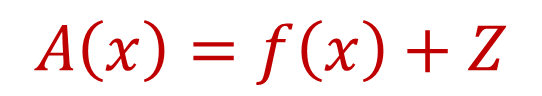 A(x) = f(x) + Z